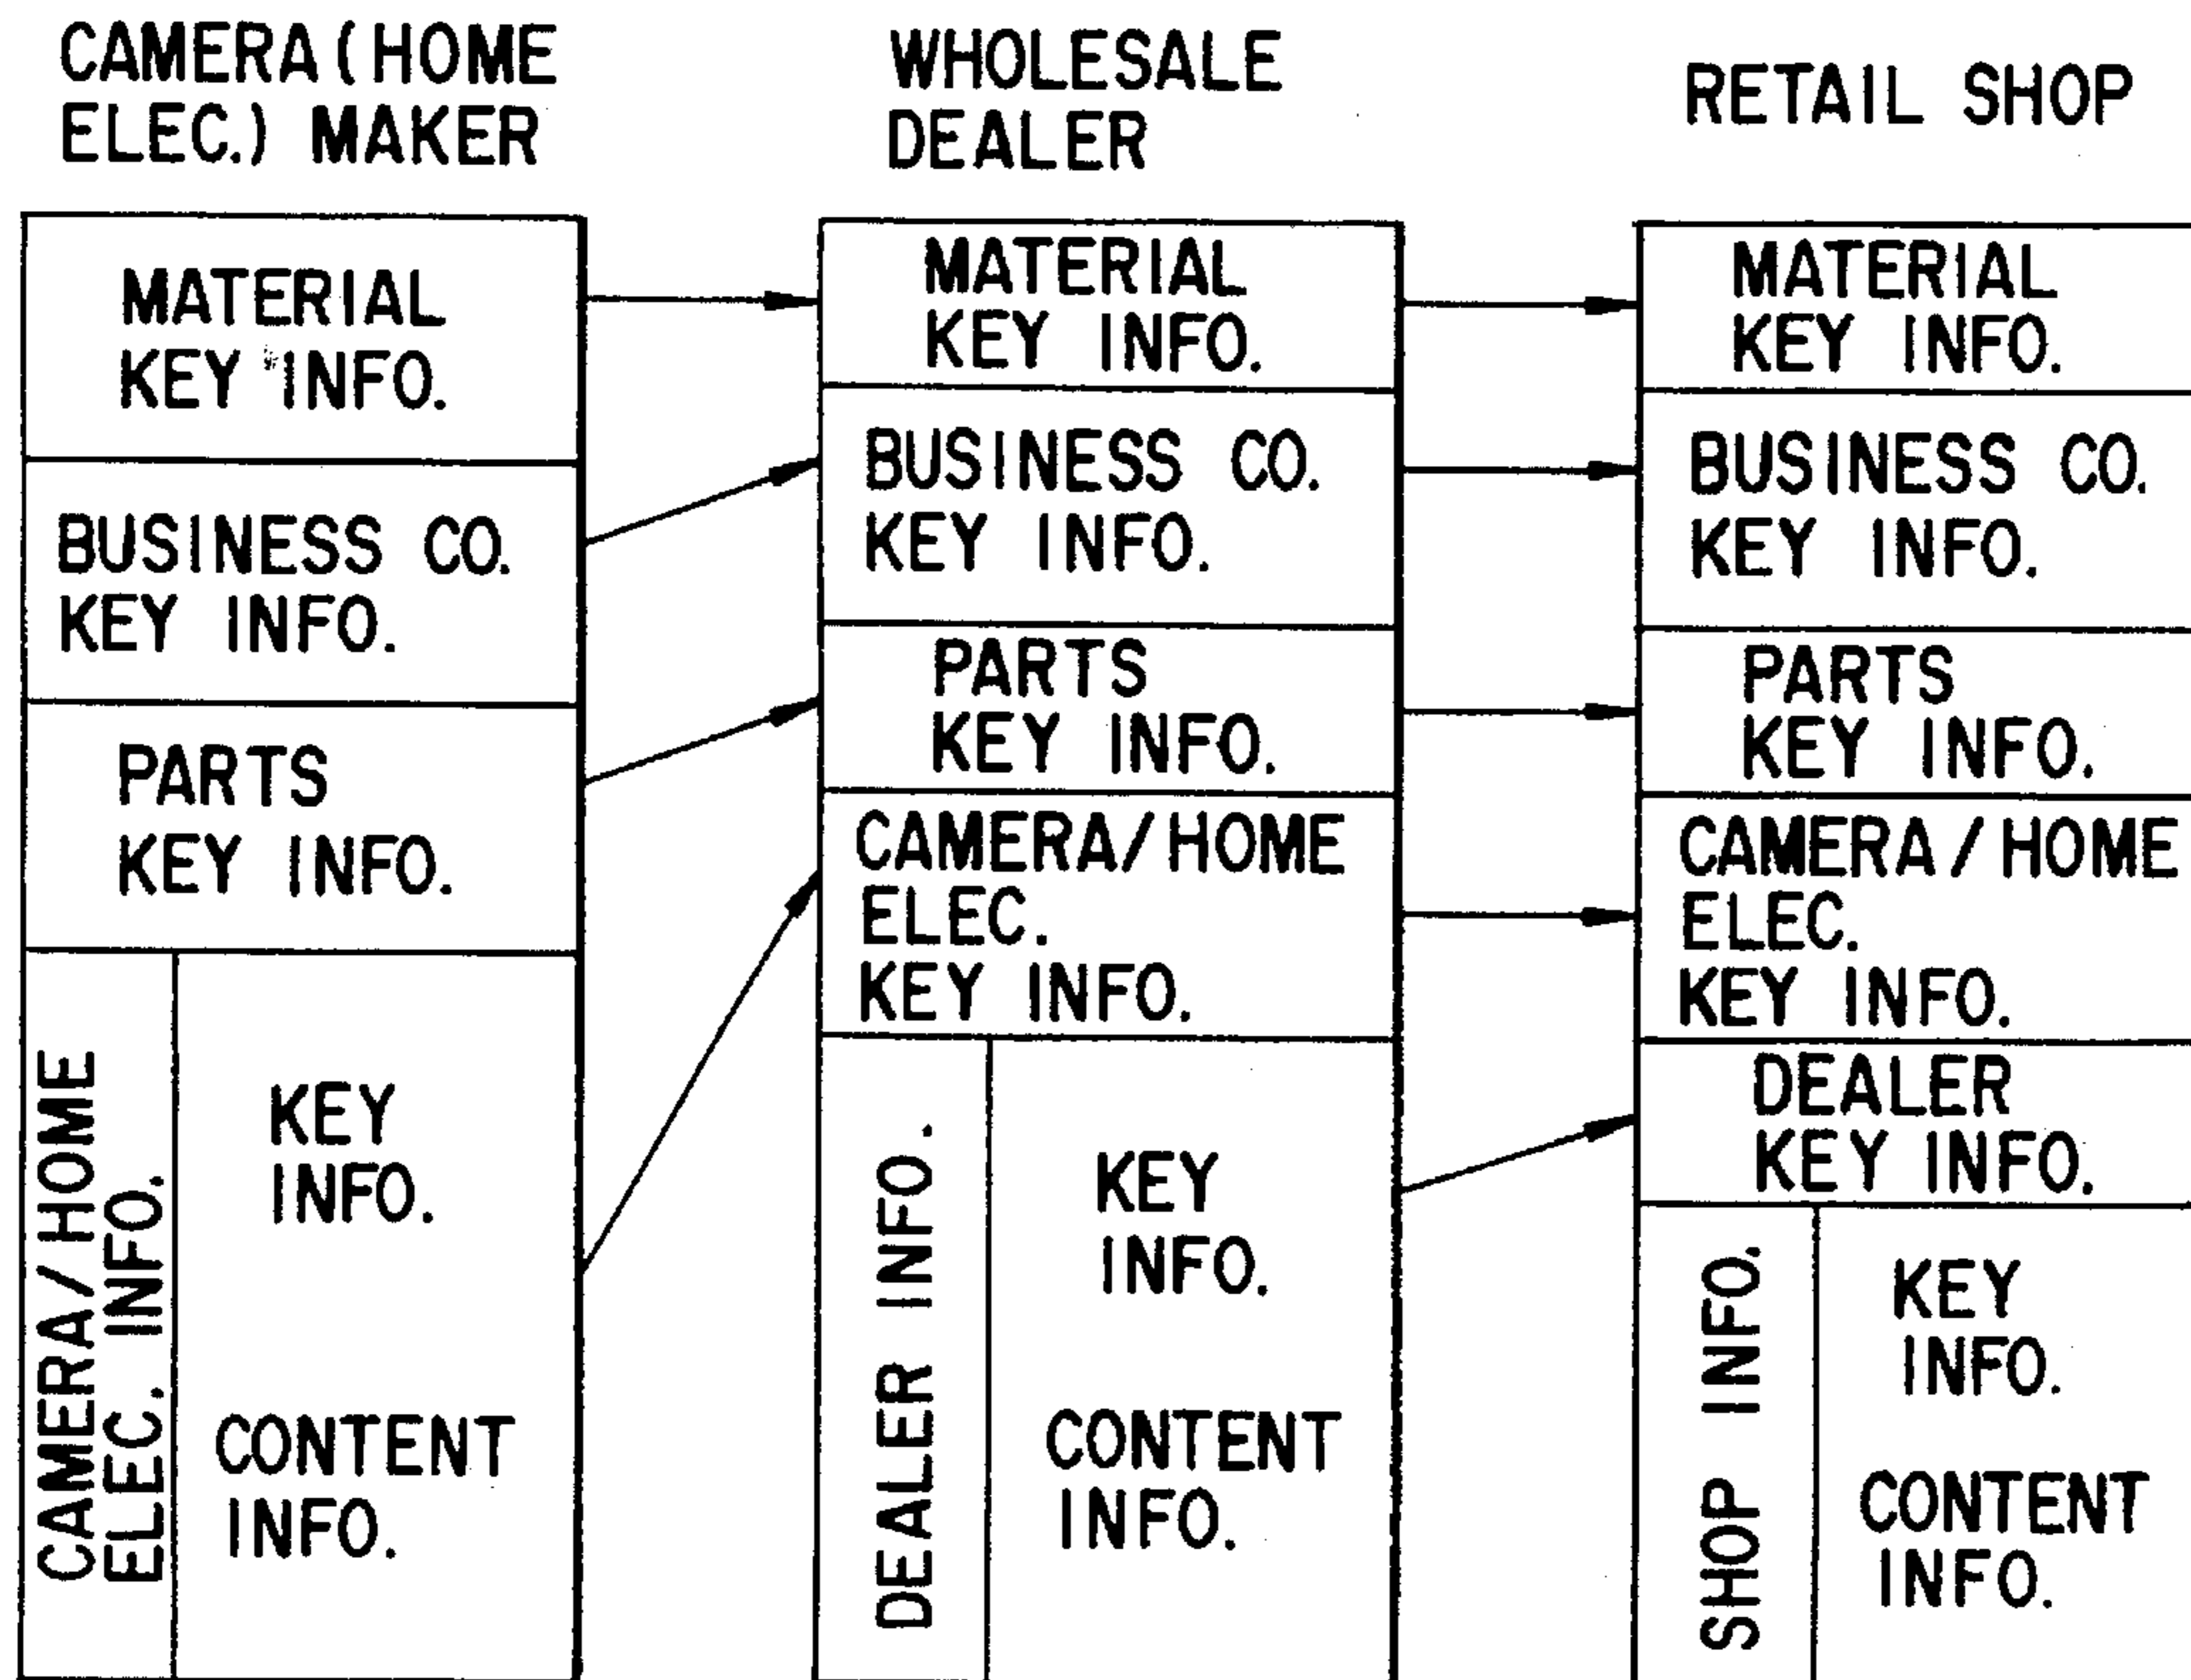 CAMERA (HOME
ELEC.) MAKER
MATERIAL
KEY INFO.
BUSINESS CO.
KEY INFO.
PARTS
KEY INFO.
CAMERA/HOME
ELEC. INFO.
KEY
INFO.
CONTENT
INFO.
WHOLESALE
DEALER
MATERIAL
KEY INFO.
BUSINESS CO.
KEY INFO.
PARTS
KEY INFO.
CAMERA/HOME
ELEC.
KEY INFO.
DEALER INFO.
KEY
INFO.
CONTENT
INFO.
RETAIL SHOP
MATERIAL
KEY INFO.
BUSINESS CO.
KEY INFO.
PARTS
KEY INFO.
CAMERA/HOME
ELEC.
KEY INFO.
DEALER
KEY INFO.
SHOP INFO.
KEY
INFO.
CONTENT
INFO.